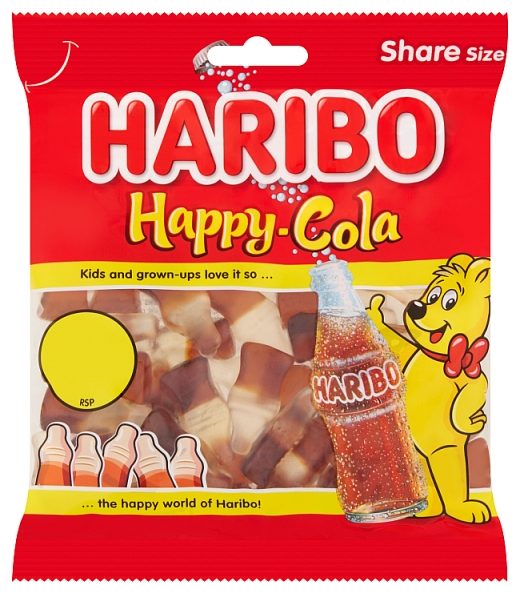 Share Size
HARIBO
Happy-Cola
Kids and grown-ups love it so ...
HARIBO
RSP
... the happy world of Haribo!